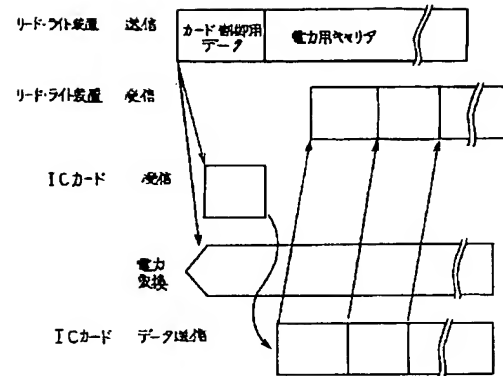 リード・ライト装置 送信
カード制御用
データ
電力用キャリア
リード・ライト装置 受信
ICカード 受信
電力
変換
ICカード データ送信